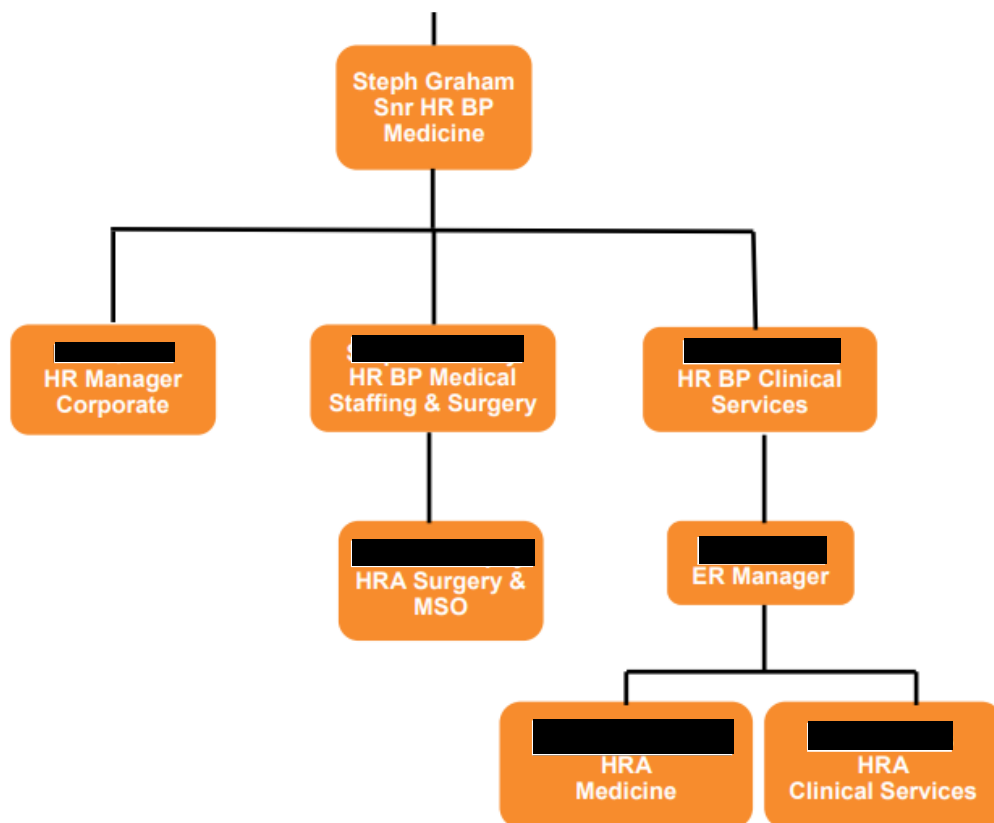 Steph Graham
Snr HR BP
Medicine
HR Manager
Corporate
HR BP Medical
Staffing & Surgery
HR BP Clinical
Services
HRA Surgery &
MSO
ER Manager
HRA
Medicine
HRA
Clinical Services